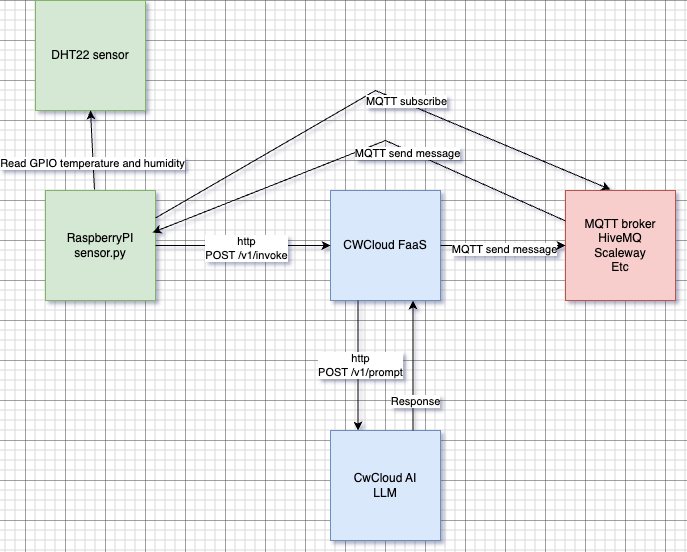 DHT22 sensor
MQTT subscribe
MQTT send message
Read GPIO temperature and humidity
RaspberryPI
sensor.py
http
POST /v1/invoke
CWCloud FaaS
MQTT send message
MQTT broker
HiveMQ
Scaleway
Etc
http
POST /v1/prompt
Response
CwCloud AI
LLM